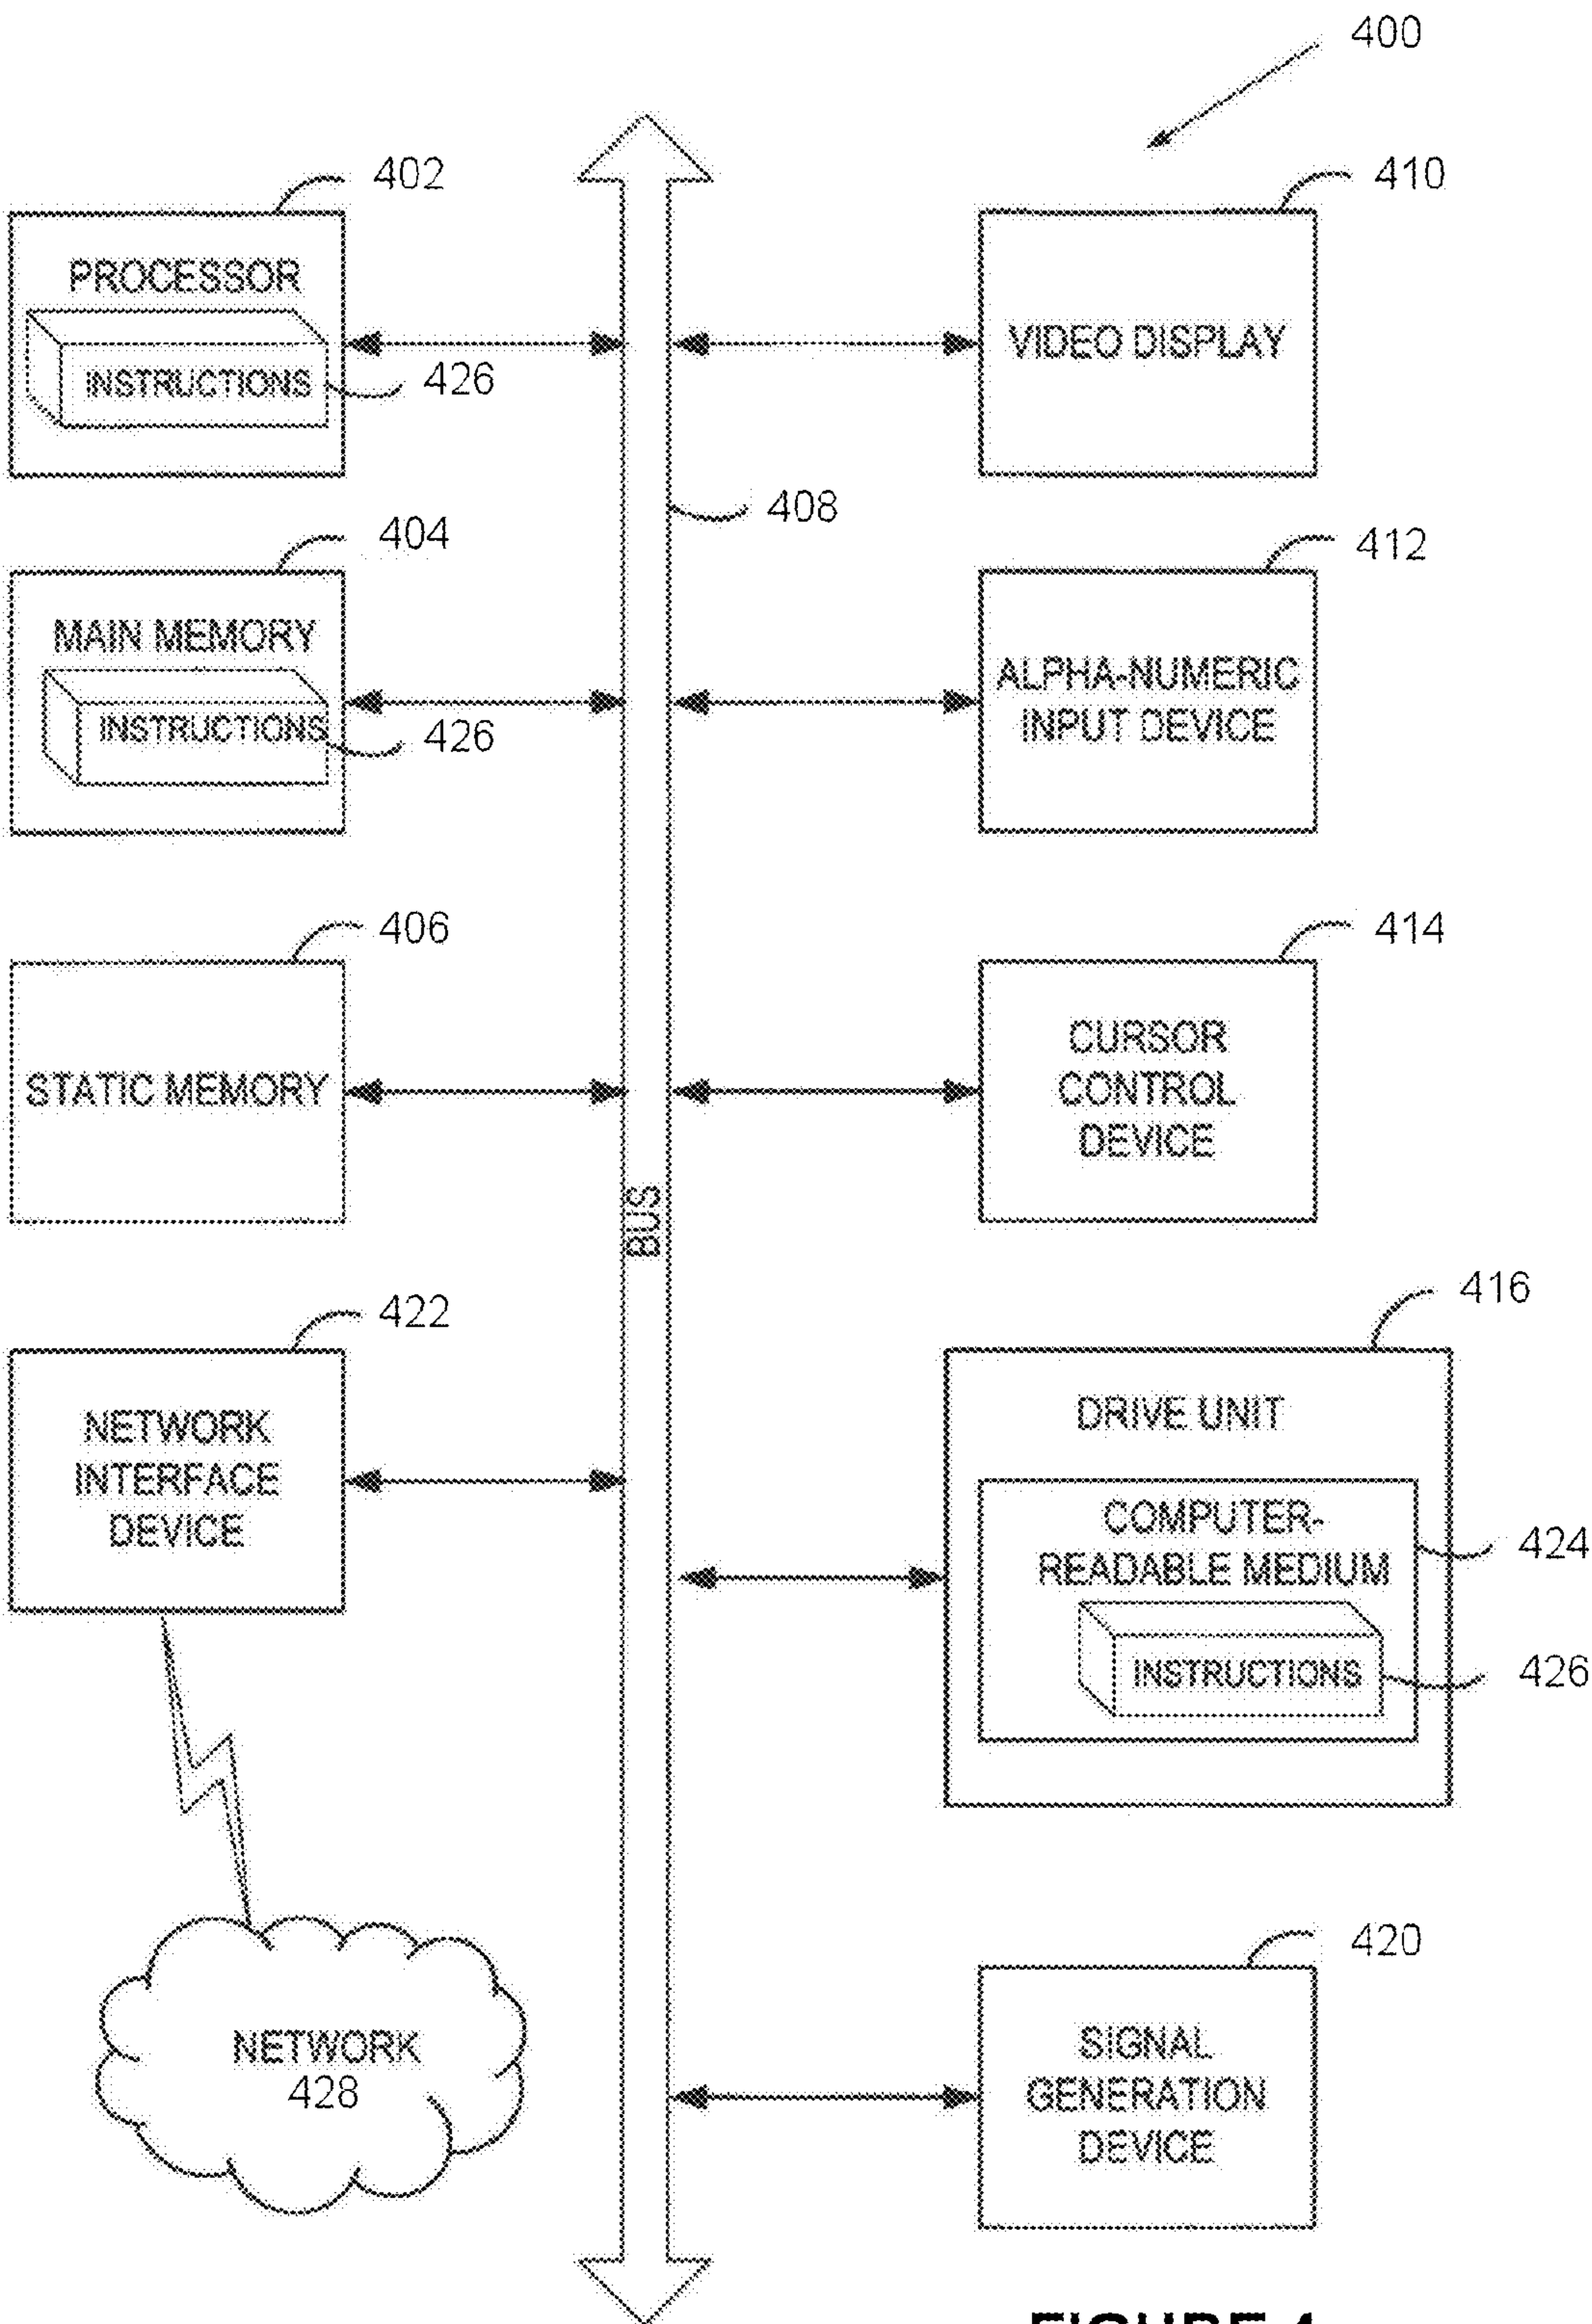 400
402
PROCESSOR
INSTRUCTIONS
426
410
VIDEO DISPLAY
408
404
MAIN MEMORY
INSTRUCTIONS
426
412
ALPHA-NUMERIC
INPUT DEVICE
406
STATIC MEMORY
414
CURSOR
CONTROL
DEVICE
BUS
422
NETWORK
INTERFACE
DEVICE
416
DRIVE UNIT
COMPUTER-
READABLE MEDIUM
424
INSTRUCTIONS
426
NETWORK
428
420
SIGNAL
GENERATION
DEVICE
FIGURE 4